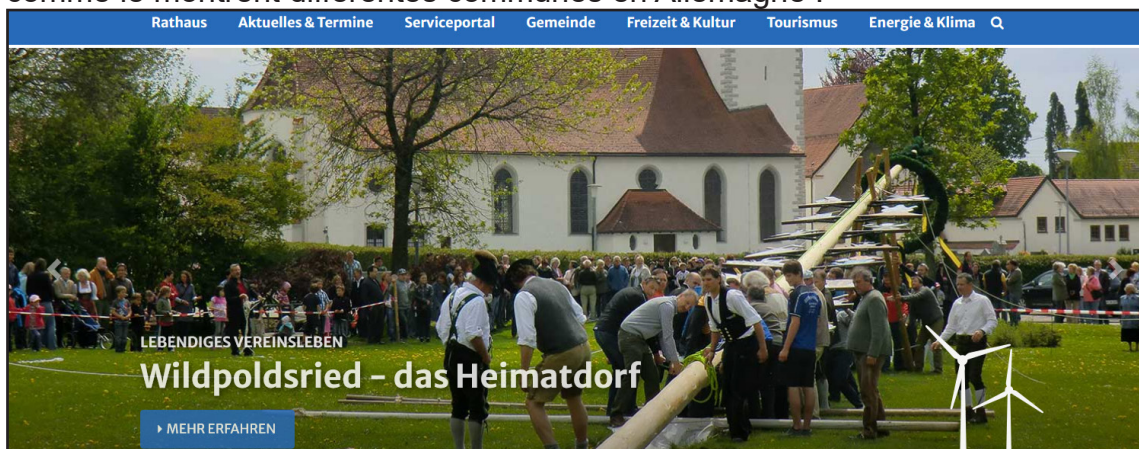 comme le montrent différentes communes en Allemagne :
Rathaus Aktuelles & Termine Serviceportal Gemeinde Freizeit & Kultur Tourismus Energie & Klima
LEBENDIGES VEREINSLEBEN
Wildpoldsried – das Heimatdorf
MEHR ERFAHREN